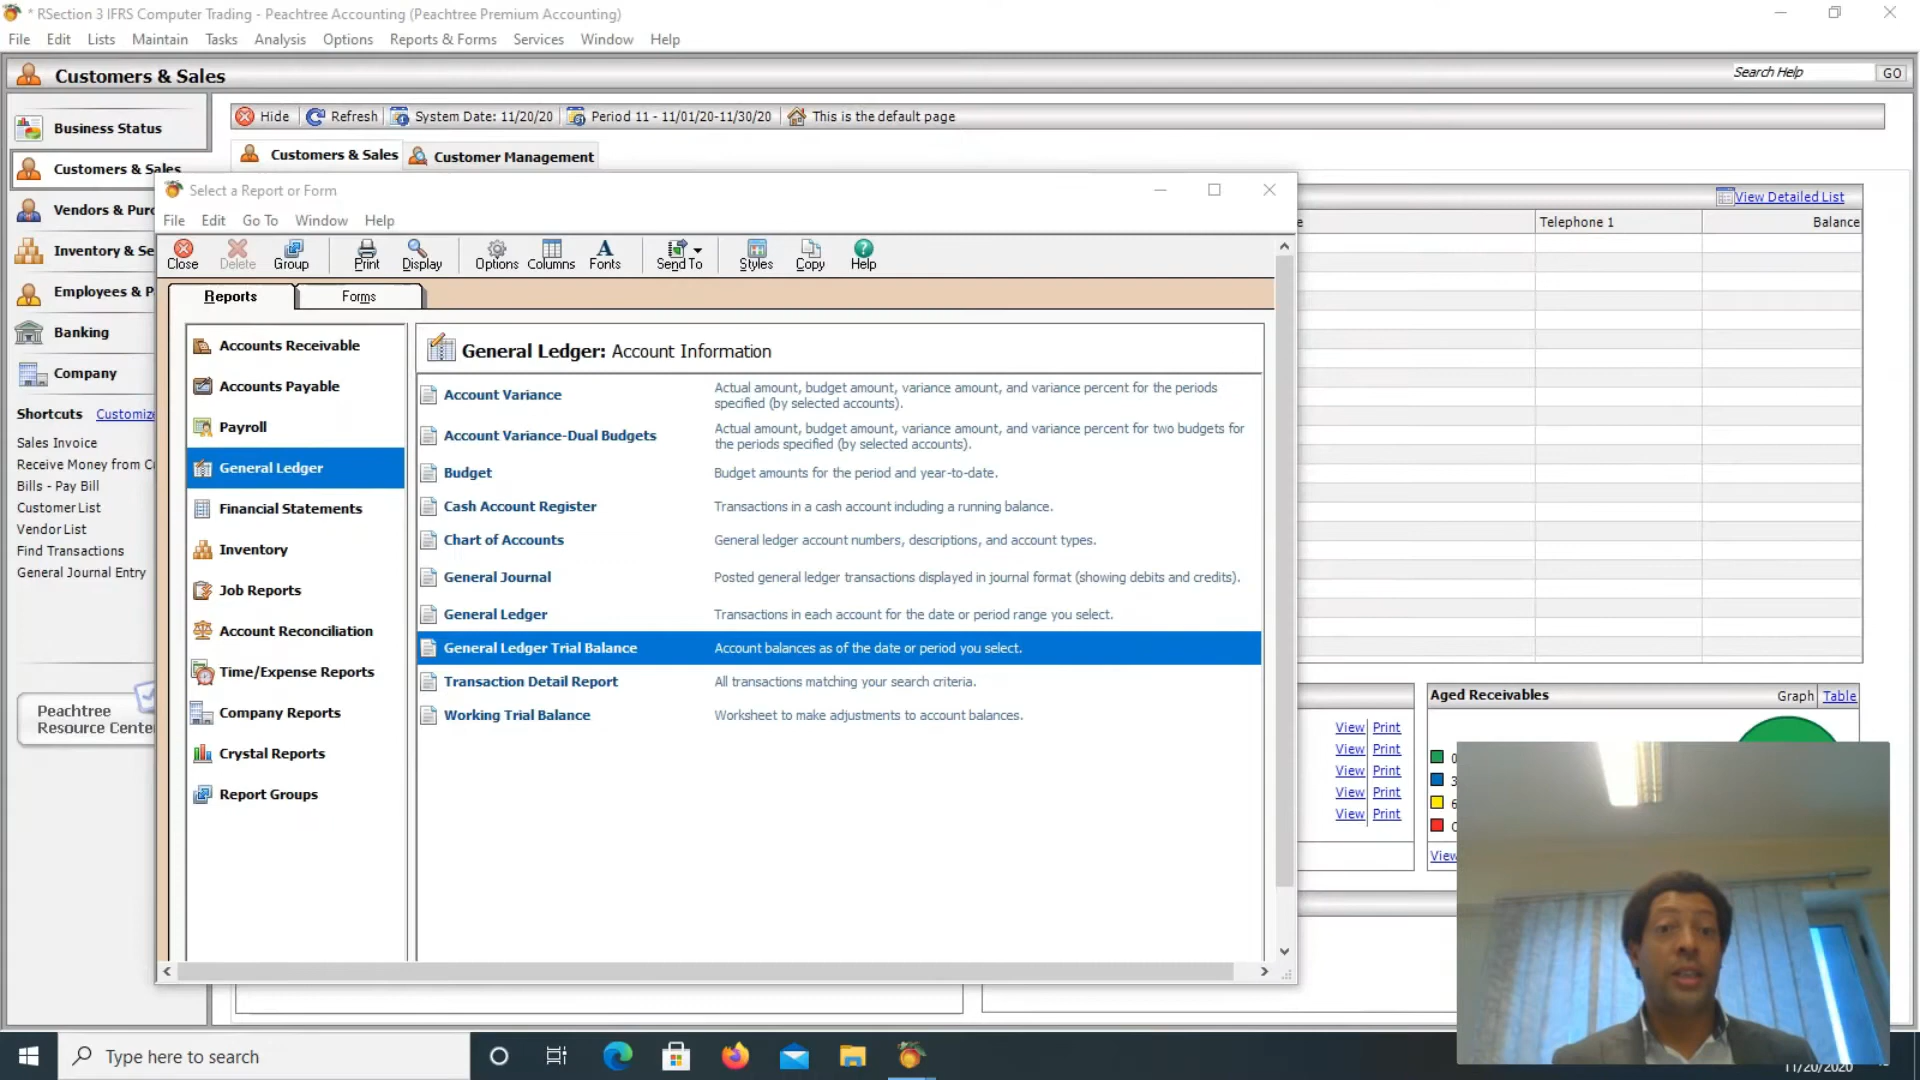 * RSection 3 IFRS Computer Trading - Peachtree Accounting (Peachtree Premium Accounting)
File Edit Lists Maintain Tasks Analysis Options Reports & Forms Services Window Help
Customers & Sales
Search Help GO
Business Status
Customers & Sales
Vendors & Purc
Inventory & Se
Employees & P
Banking
Company
Shortcuts Customize
Sales Invoice
Receive Money from Cu
Bills - Pay Bill
Customer List
Vendor List
Find Transactions
General Journal Entry
Peachtree
Resource Center
Hide Refresh System Date: 11/20/20 Period 11 - 11/01/20-11/30/20 This is the default page
Customers & Sales Customer Management
Select a Report or Form
File Edit Go To Window Help
Close Delete Group Print Display Options Columns Fonts Send To Styles Copy Help
Reports Forms
Accounts Receivable
Accounts Payable
Payroll
General Ledger
Financial Statements
Inventory
Job Reports
Account Reconciliation
Time/Expense Reports
Company Reports
Crystal Reports
Report Groups
General Ledger: Account Information
Account Variance
Actual amount, budget amount, variance amount, and variance percent for the periods
specified (by selected accounts).
Account Variance-Dual Budgets
Actual amount, budget amount, variance amount, and variance percent for two budgets for
the periods specified (by selected accounts).
Budget Budget amounts for the period and year-to-date.
Cash Account Register Transactions in a cash account including a running balance.
Chart of Accounts General ledger account numbers, descriptions, and account types.
General Journal Posted general ledger transactions displayed in journal format (showing debits and credits).
General Ledger Transactions in each account for the date or period range you select.
General Ledger Trial Balance Account balances as of the date or period you select.
Transaction Detail Report All transactions matching your search criteria.
Working Trial Balance Worksheet to make adjustments to account balances.
View Detailed List
e Telephone 1 Balance
View Print
View Print
View Print
View Print
View Print
Aged Receivables Graph Table
0
3
6
View
Type here to search
11/20/2020